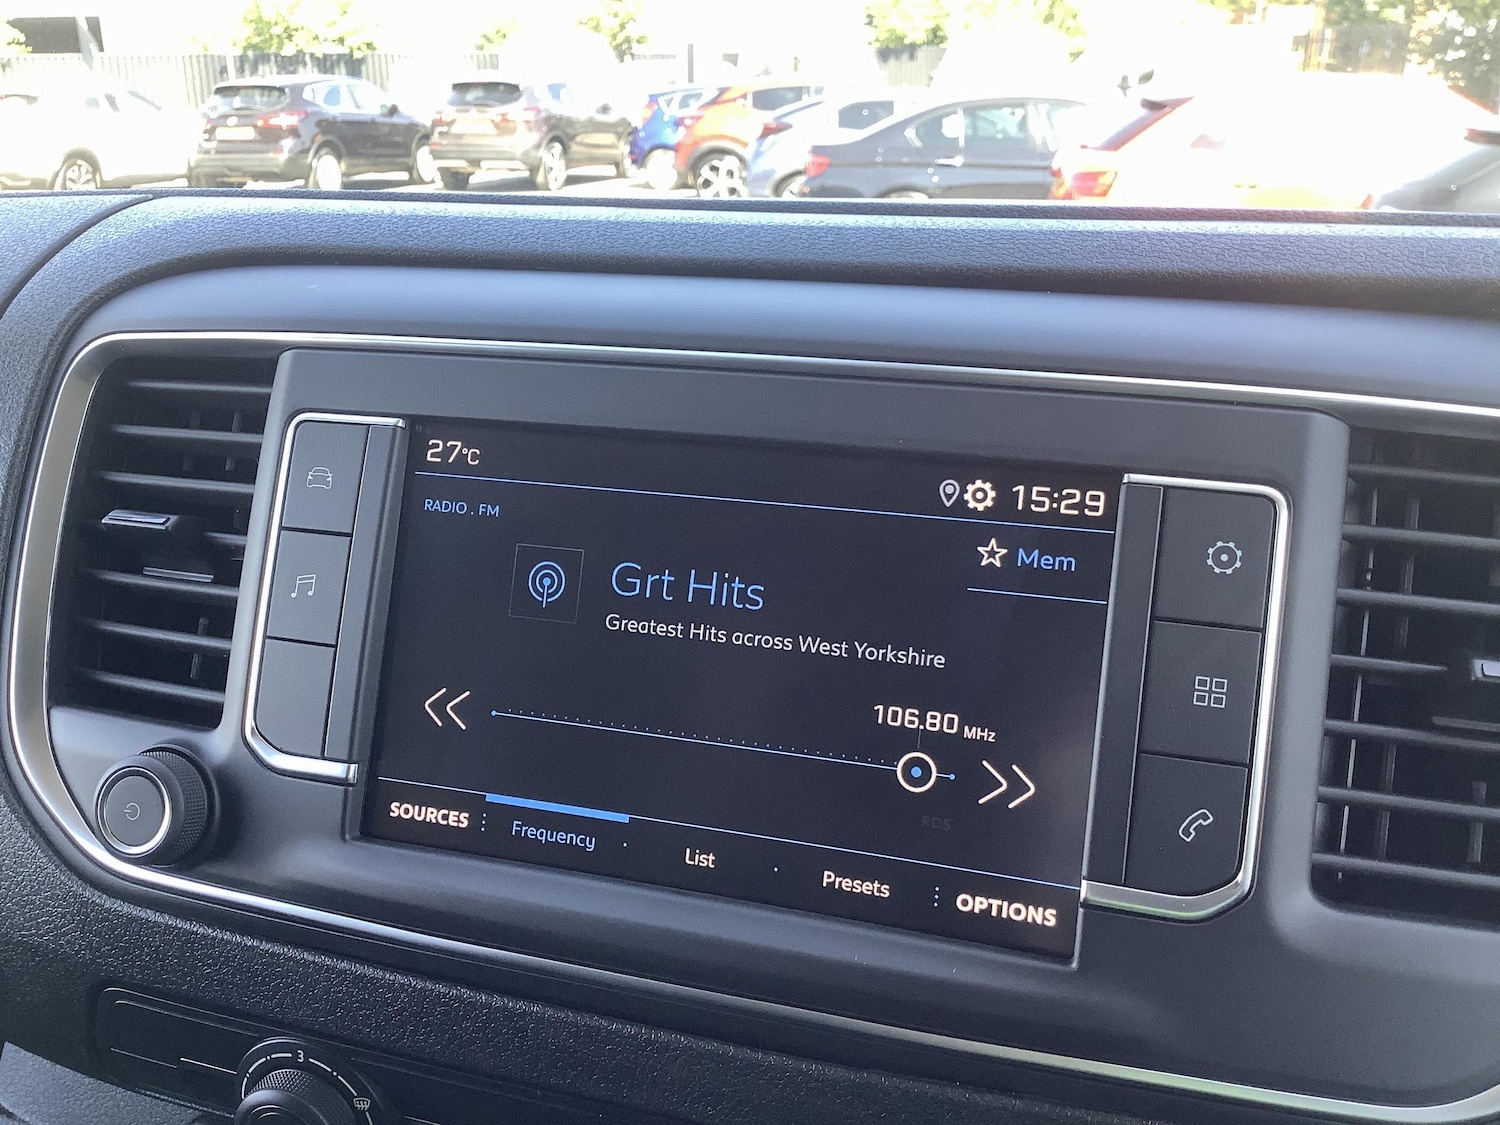 27°C
15:29
RADIO . FM
Mem
Grt Hits
Greatest Hits across West Yorkshire
106.80 MHz
RDS
SOURCES
Frequency
List
Presets
OPTIONS
3